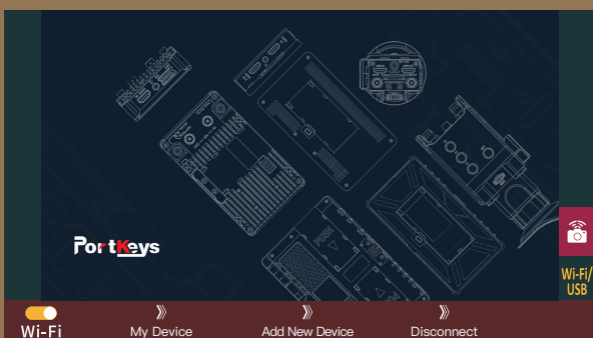 PortKeys
Wi-Fi/
USB
Wi-Fi
My Device
Add New Device
Disconnect